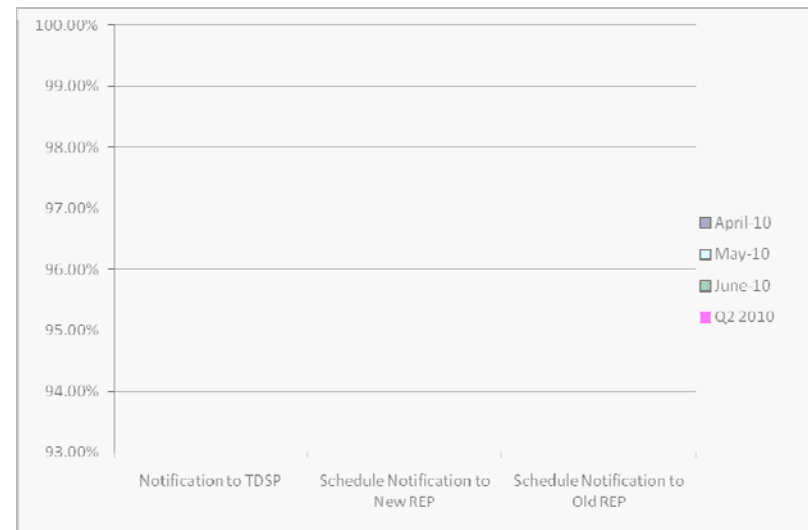 100.00%
99.00%
98.00%
97.00%
96.00%
95.00%
94.00%
93.00%
Notification to TDSP
Schedule Notification to
New REP
Schedule Notification to
Old REP
April-10
May-10
June-10
Q2 2010